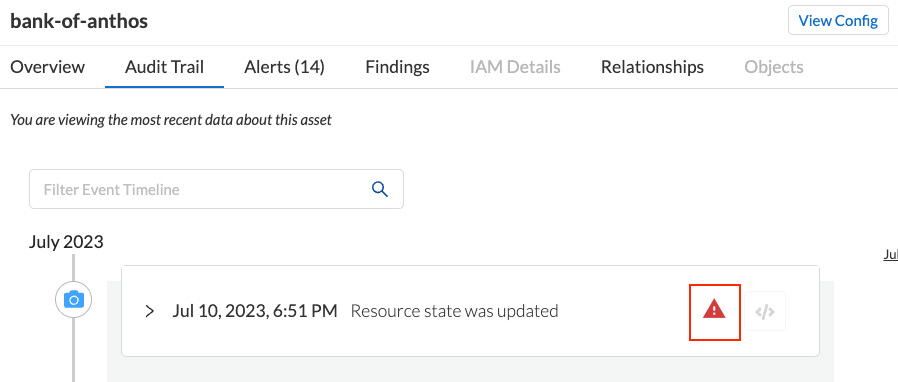 bank-of-anthos
View Config
Overview Audit Trail Alerts (14) Findings IAM Details Relationships Objects
You are viewing the most recent data about this asset
Filter Event Timeline
July 2023
Jul
Jul 10, 2023, 6:51 PM Resource state was updated